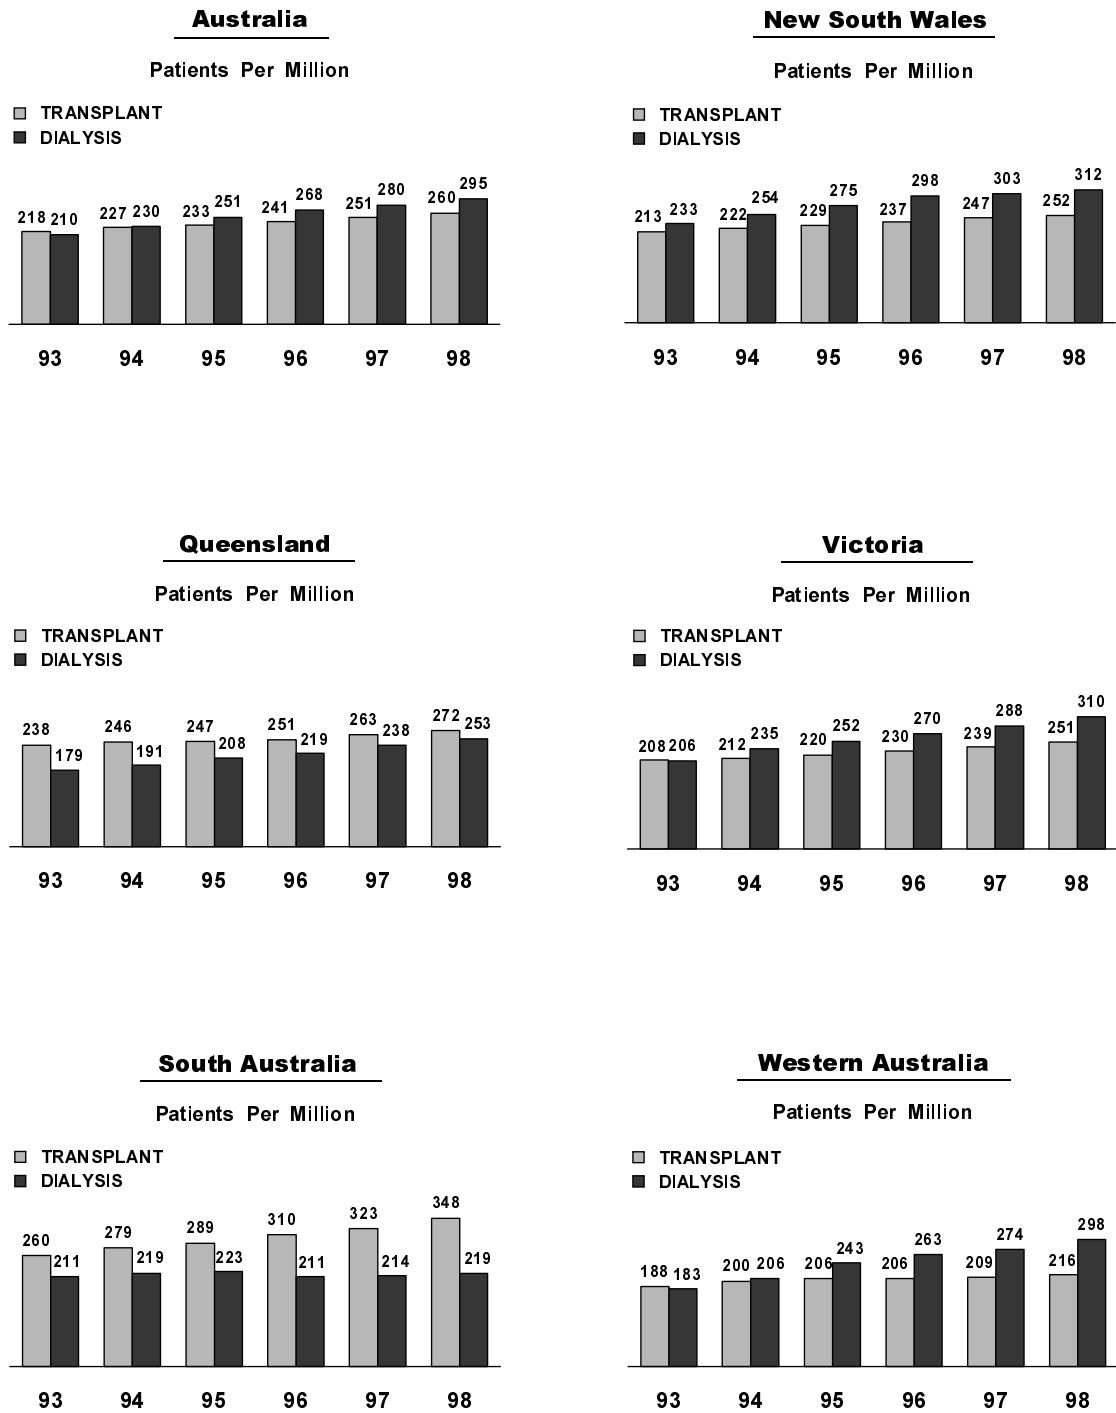 Australia
Patients Per Million
TRANSPLANT
DIALYSIS
218 210 227 230 233 251 241 268 251 280 260 295
93 94 95 96 97 98
New South Wales
Patients Per Million
TRANSPLANT
DIALYSIS
213 233 222 254 229 275 237 298 247 303 252 312
93 94 95 96 97 98
Queensland
Patients Per Million
TRANSPLANT
DIALYSIS
238 179 246 191 247 208 251 219 263 238 272 253
93 94 95 96 97 98
Victoria
Patients Per Million
TRANSPLANT
DIALYSIS
208 206 212 235 220 252 230 270 239 288 251 310
93 94 95 96 97 98
South Australia
Patients Per Million
TRANSPLANT
DIALYSIS
260 211 279 219 289 223 310 211 323 214 348 219
93 94 95 96 97 98
Western Australia
Patients Per Million
TRANSPLANT
DIALYSIS
188 183 200 206 206 243 206 263 209 274 216 298
93 94 95 96 97 98